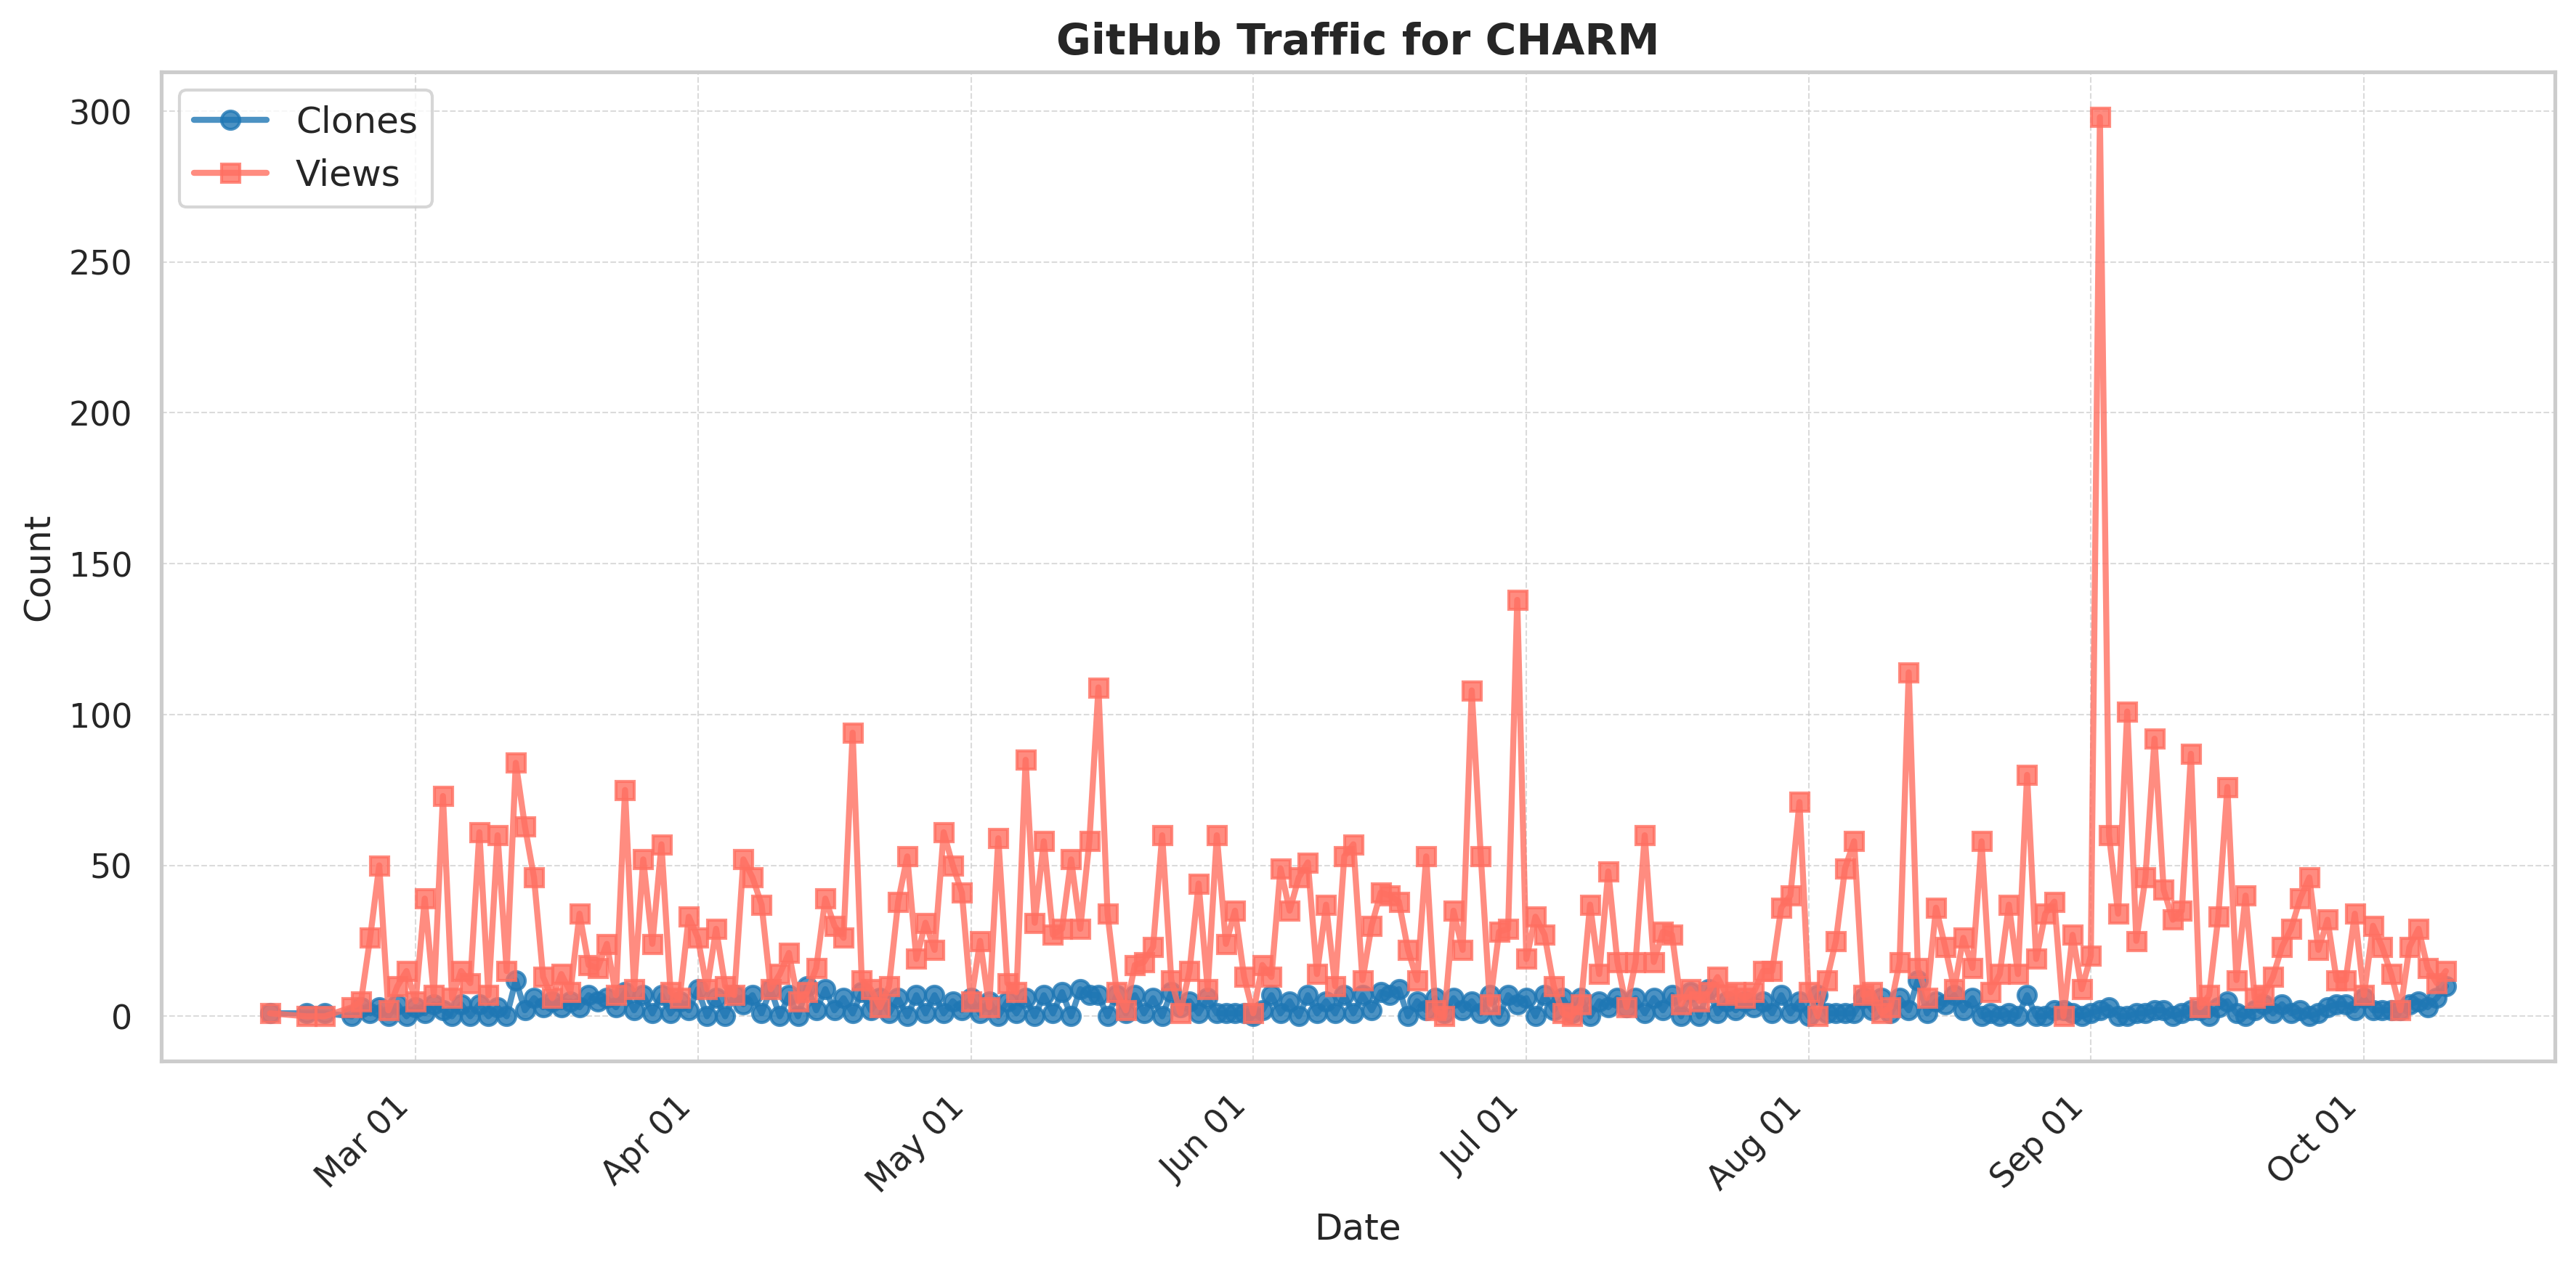 GitHub Traffic for CHARM
Clones
Views
300
250
200
150
100
50
0
Count
Mar 01
Apr 01
May 01
Jun 01
Jul 01
Aug 01
Sep 01
Oct 01
Date